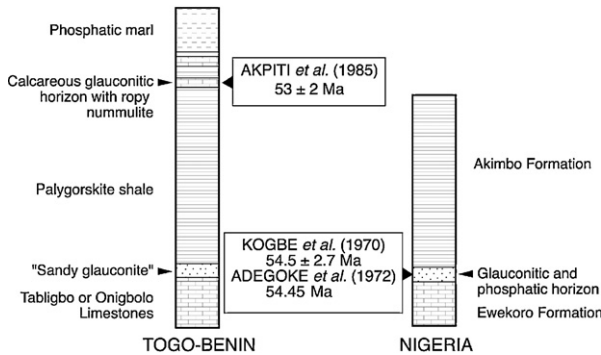 Phosphatic marl
Calcareous glauconitic
horizon with ropy
nummulite
Palygorskite shale
"Sandy glauconite"
Tabligbo or Onigbolo
Limestones
TOGO-BENIN
AKPITI et al. (1985)
53 ± 2 Ma
KOGBE et al. (1970)
54.5 ± 2.7 Ma
ADEGOKE et al. (1972)
54.45 Ma
Akimbo Formation
Glauconitic and
phosphatic horizon
Ewekoro Formation
NIGERIA